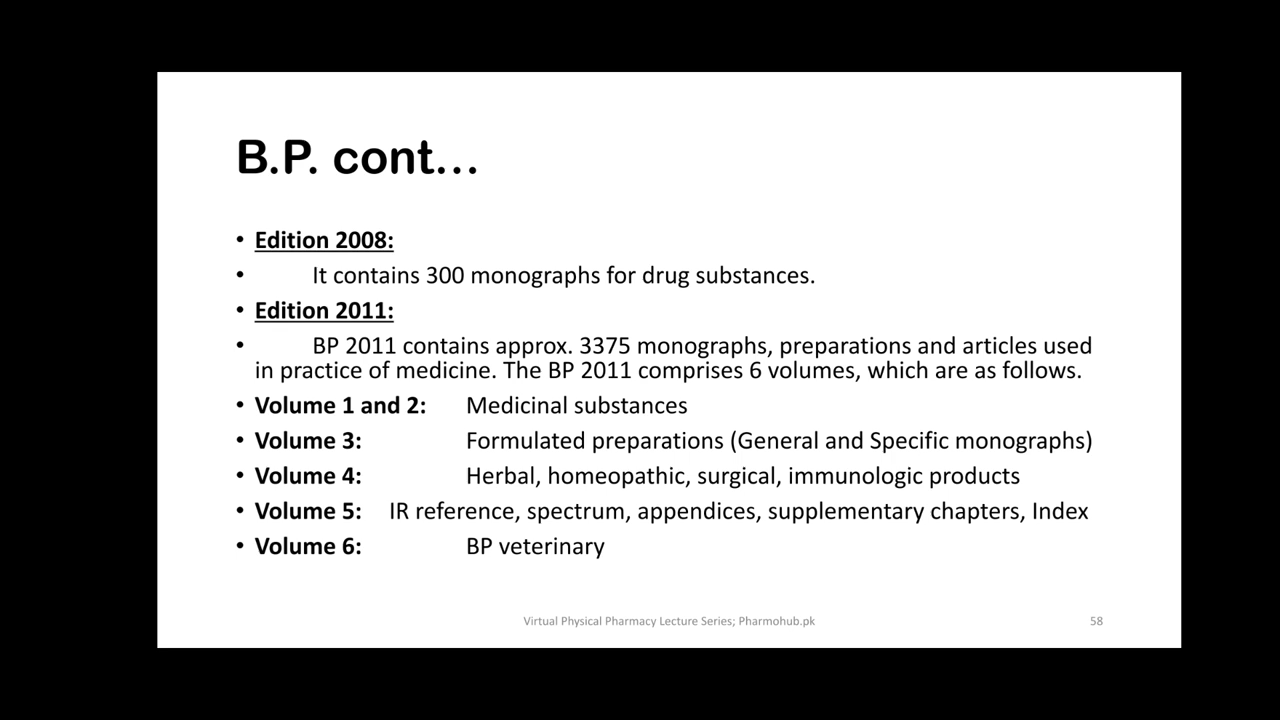 B.P. cont...
• Edition 2008:
• It contains 300 monographs for drug substances.
• Edition 2011:
• BP 2011 contains approx. 3375 monographs, preparations and articles used
in practice of medicine. The BP 2011 comprises 6 volumes, which are as follows.
• Volume 1 and 2: Medicinal substances
• Volume 3: Formulated preparations (General and Specific monographs)
• Volume 4: Herbal, homeopathic, surgical, immunologic products
• Volume 5: IR reference, spectrum, appendices, supplementary chapters, Index
• Volume 6: BP veterinary
Virtual Physical Pharmacy Lecture Series; Pharmohub.pk 58